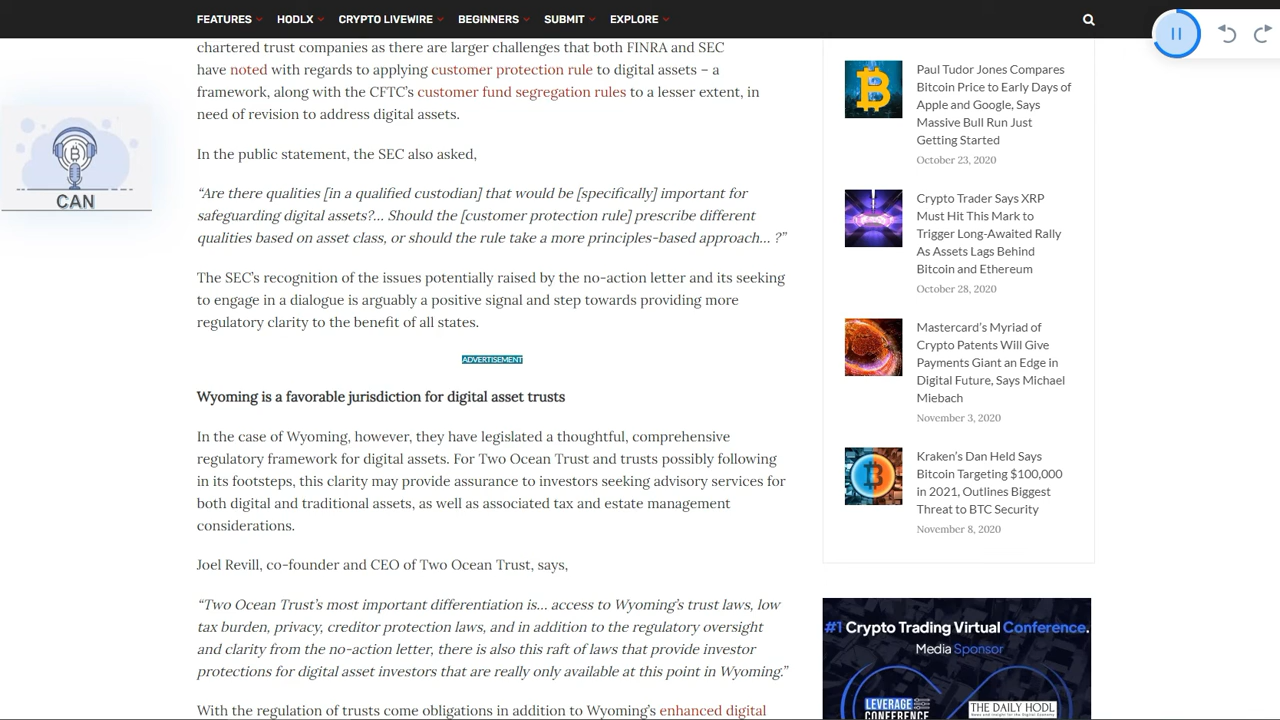 FEATURES HODLX CRYPTO LIVEWIRE BEGINNERS SUBMIT EXPLORE
chartered trust companies as there are larger challenges that both FINRA and SEC
have noted with regards to applying customer protection rule to digital assets – a
framework, along with the CFTC’s customer fund segregation rules to a lesser extent, in
need of revision to address digital assets.
In the public statement, the SEC also asked,
“Are there qualities [in a qualified custodian] that would be [specifically] important for
safeguarding digital assets?… Should the [customer protection rule] prescribe different
qualities based on asset class, or should the rule take a more principles-based approach… ?”
The SEC’s recognition of the issues potentially raised by the no-action letter and its seeking
to engage in a dialogue is arguably a positive signal and step towards providing more
regulatory clarity to the benefit of all states.
ADVERTISEMENT
Wyoming is a favorable jurisdiction for digital asset trusts
In the case of Wyoming, however, they have legislated a thoughtful, comprehensive
regulatory framework for digital assets. For Two Ocean Trust and trusts possibly following
in its footsteps, this clarity may provide assurance to investors seeking advisory services for
both digital and traditional assets, as well as associated tax and estate management
considerations.
Joel Revill, co-founder and CEO of Two Ocean Trust, says,
“Two Ocean Trust’s most important differentiation is… access to Wyoming’s trust laws, low
tax burden, privacy, creditor protection laws, and in addition to the regulatory oversight
and clarity from the no-action letter, there is also this raft of laws that provide investor
protections for digital asset investors that are really only available at this point in Wyoming.”
With the regulation of trusts come obligations in addition to Wyoming’s enhanced digital
CAN
Paul Tudor Jones Compares
Bitcoin Price to Early Days of
Apple and Google, Says
Massive Bull Run Just
Getting Started
October 23, 2020
Crypto Trader Says XRP
Must Hit This Mark to
Trigger Long-Awaited Rally
As Assets Lags Behind
Bitcoin and Ethereum
October 28, 2020
Mastercard’s Myriad of
Crypto Patents Will Give
Payments Giant an Edge in
Digital Future, Says Michael
Miebach
November 3, 2020
Kraken’s Dan Held Says
Bitcoin Targeting $100,000
in 2021, Outlines Biggest
Threat to BTC Security
November 8, 2020
#1 Crypto Trading Virtual Conference.
Media Sponsor
LEVERAGE THE DAILY HODL
CONFERENCE